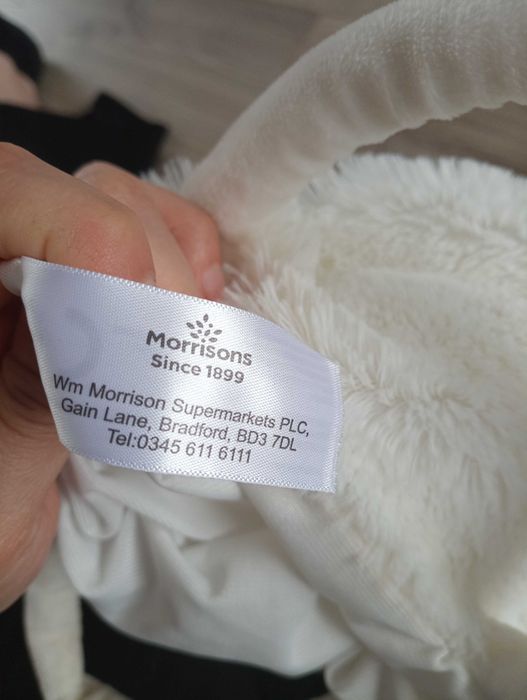 Morrisons
Since 1899
Wm Morrison Supermarkets PLC,
Gain Lane, Bradford, BD3 7DL
Tel:0345 611 6111